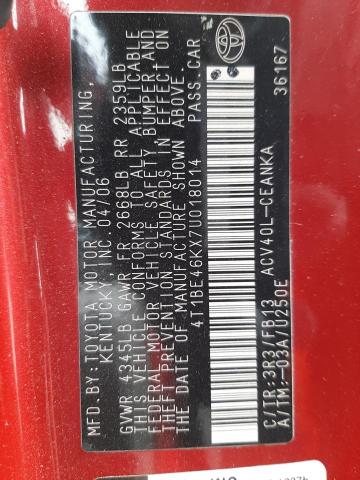 MFD. BY: TOYOTA MOTOR MANUFACTURING,
KENTUCKY, INC. 04/06
GVWR 4345LB GAWR FR 2668LB RR 2359LB
THIS VEHICLE CONFORMS TO ALL APPLICABLE
FEDERAL MOTOR VEHICLE SAFETY, BUMPER, AND
THEFT PREVENTION STANDARDS IN EFFECT ON
THE DATE OF MANUFACTURE SHOWN ABOVE.
4T1BE46KX7U018014 PASS. CAR
C/TR: 3R3/FB13 ACV40L-CEANKA
A/TM: -03A/U250E 36167